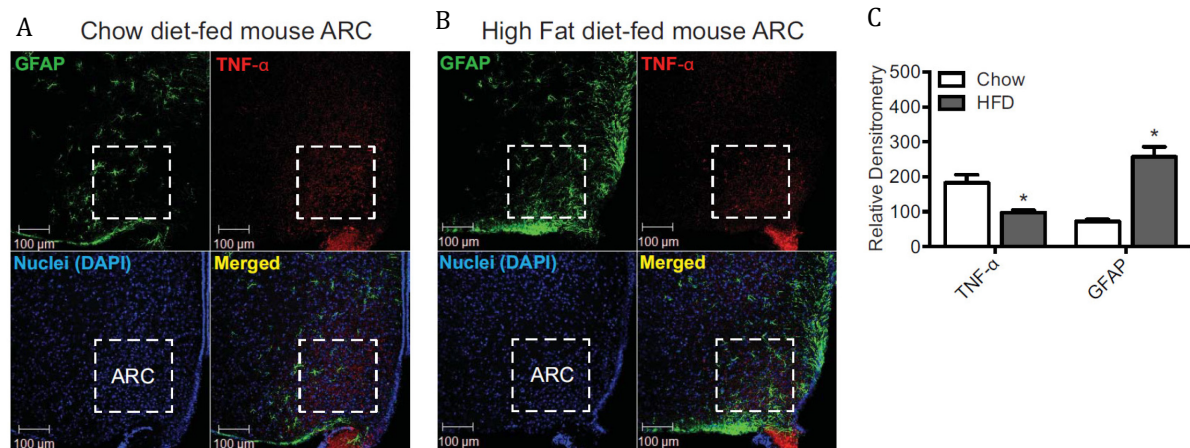 A
Chow diet-fed mouse ARC
GFAP
TNF-α
100 µm
100 µm
Nuclei (DAPI)
Merged
ARC
100 µm
100 µm
B
High Fat diet-fed mouse ARC
GFAP
TNF-α
100 µm
100 µm
Nuclei (DAPI)
Merged
ARC
100 µm
100 µm
C
Relative Densitrometry
500
400
300
200
100
0
Chow
HFD
*
*
TNF-α
GFAP